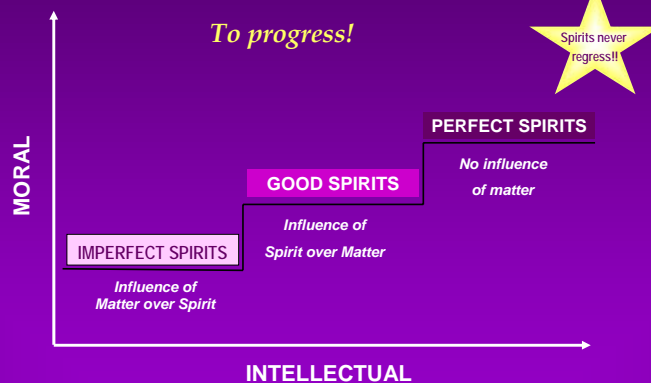 To progress!
Spirits never
regress!!
MORAL
PERFECT SPIRITS
No influence
of matter
GOOD SPIRITS
Influence of
Spirit over Matter
IMPERFECT SPIRITS
Influence of
Matter over Spirit
INTELLECTUAL